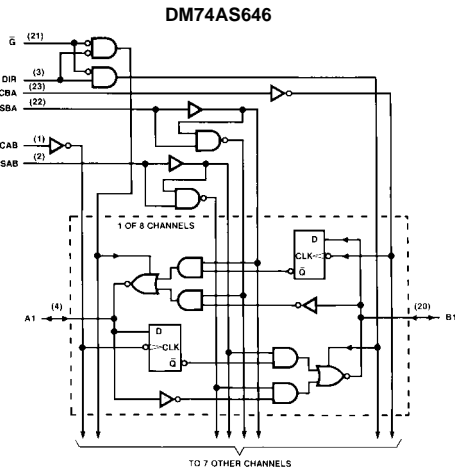 DM74AS646
G̅ (21)
DIR (3)
CBA (23)
SBA (22)
CAB (1)
SAB (2)
1 OF 8 CHANNELS
D
CLK
Q̅
A1 (4)
(20) B1
D
CLK
Q̅
TO 7 OTHER CHANNELS